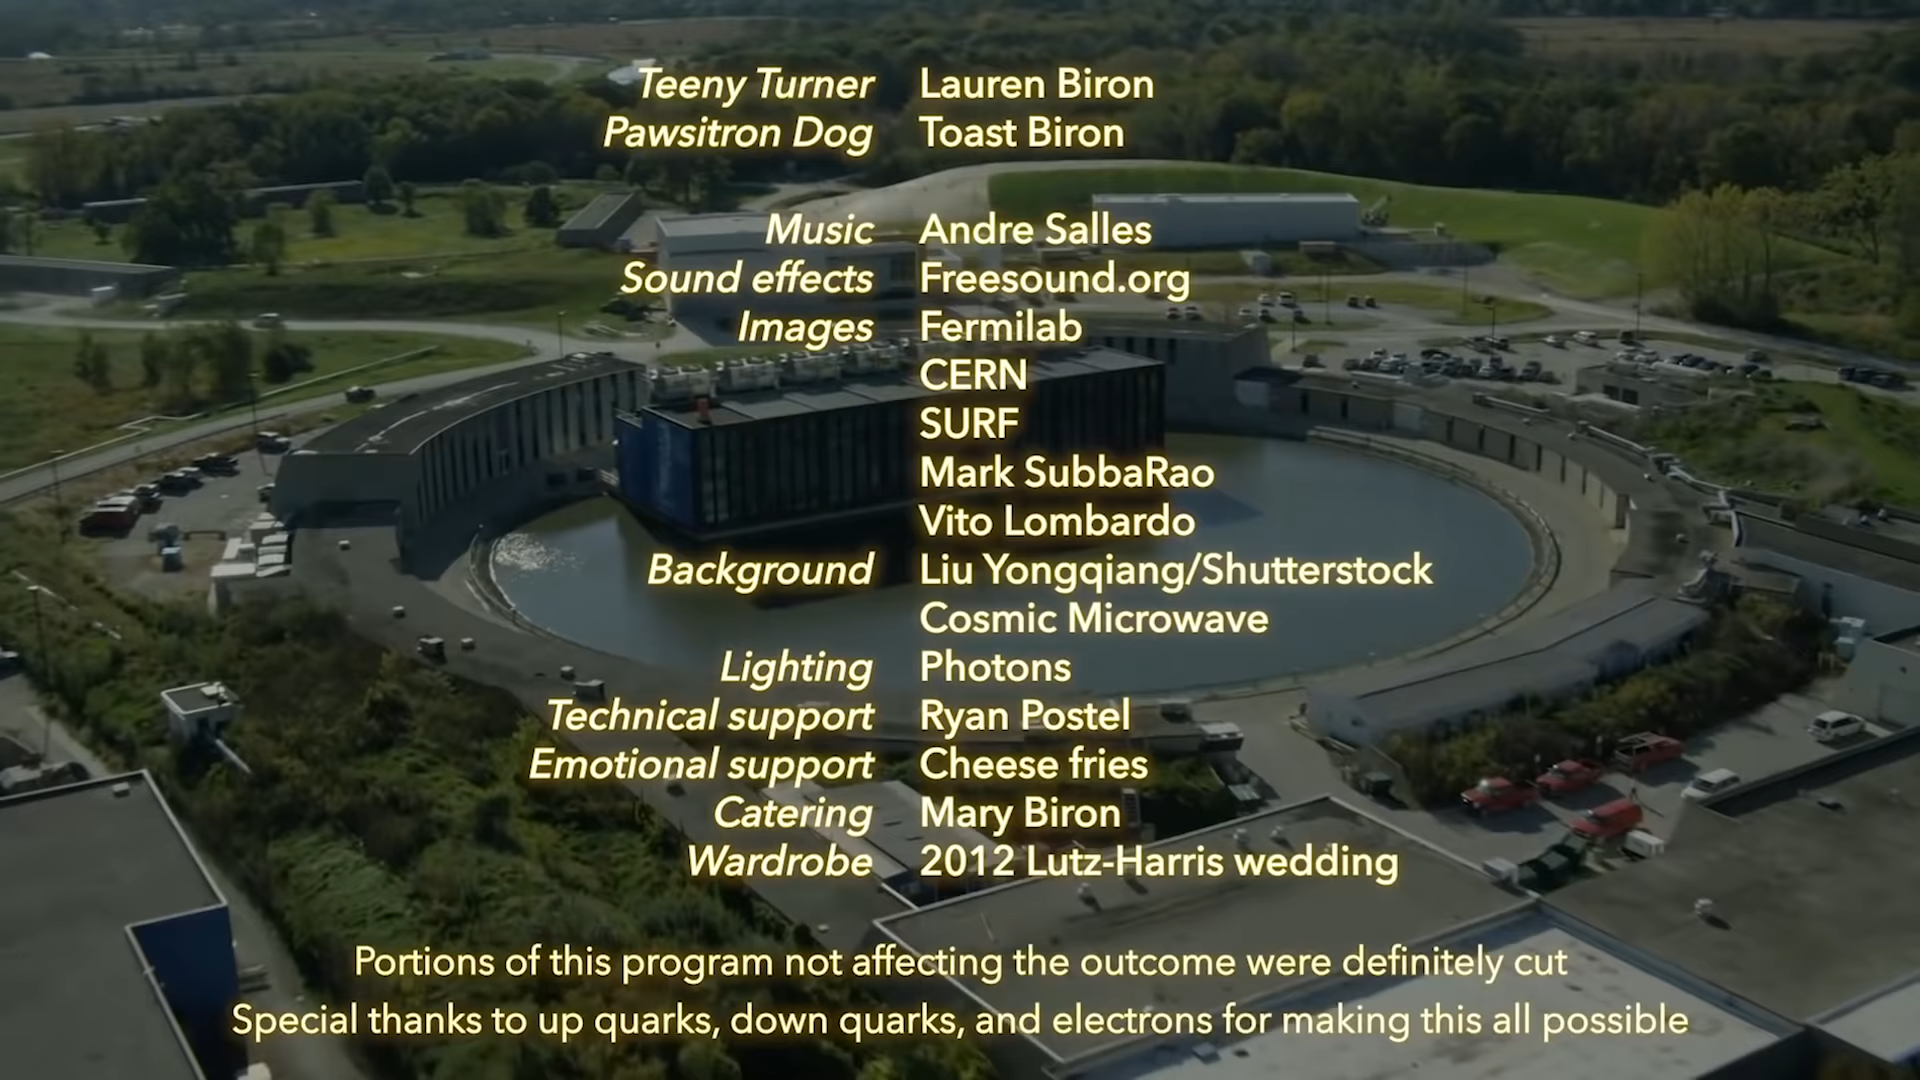 Teeny Turner Lauren Biron
Pawsitron Dog Toast Biron
Music Andre Salles
Sound effects Freesound.org
Images Fermilab
CERN
SURF
Mark SubbaRao
Vito Lombardo
Background Liu Yongqiang/Shutterstock
Cosmic Microwave
Lighting Photons
Technical support Ryan Postel
Emotional support Cheese fries
Catering Mary Biron
Wardrobe 2012 Lutz-Harris wedding
Portions of this program not affecting the outcome were definitely cut
Special thanks to up quarks, down quarks, and electrons for making this all possible